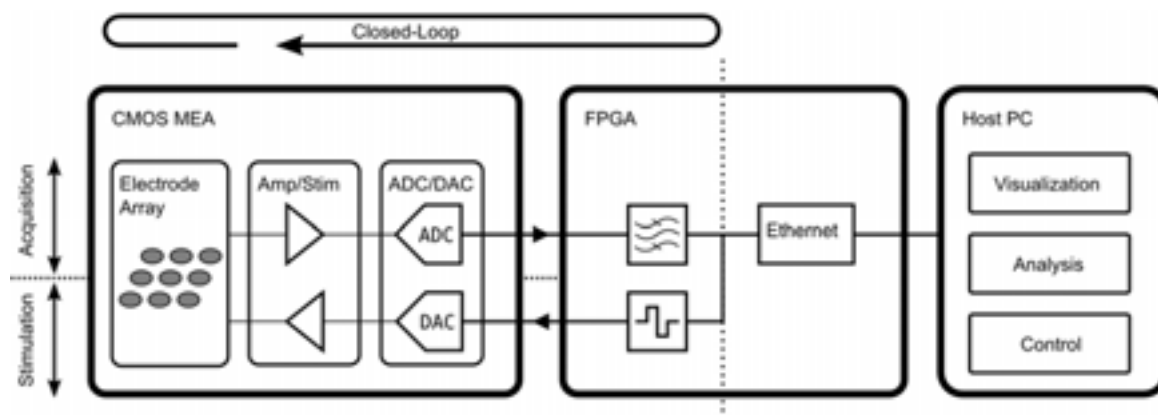 Closed-Loop
CMOS MEA
FPGA
Host PC
Acquisition
Stimulation
Electrode
Array
Amp/Stim
ADC/DAC
ADC
DAC
Ethernet
Visualization
Analysis
Control